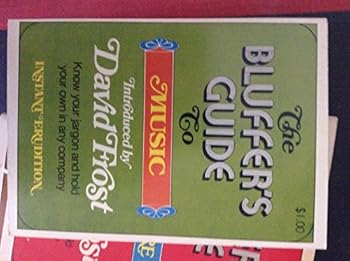 $1.00
The
BLUFFER'S
GUIDE
To
MUSIC
Introduced by
David Frost
Know your jargon and hold
your own in any company
INSTANT ERUDITION